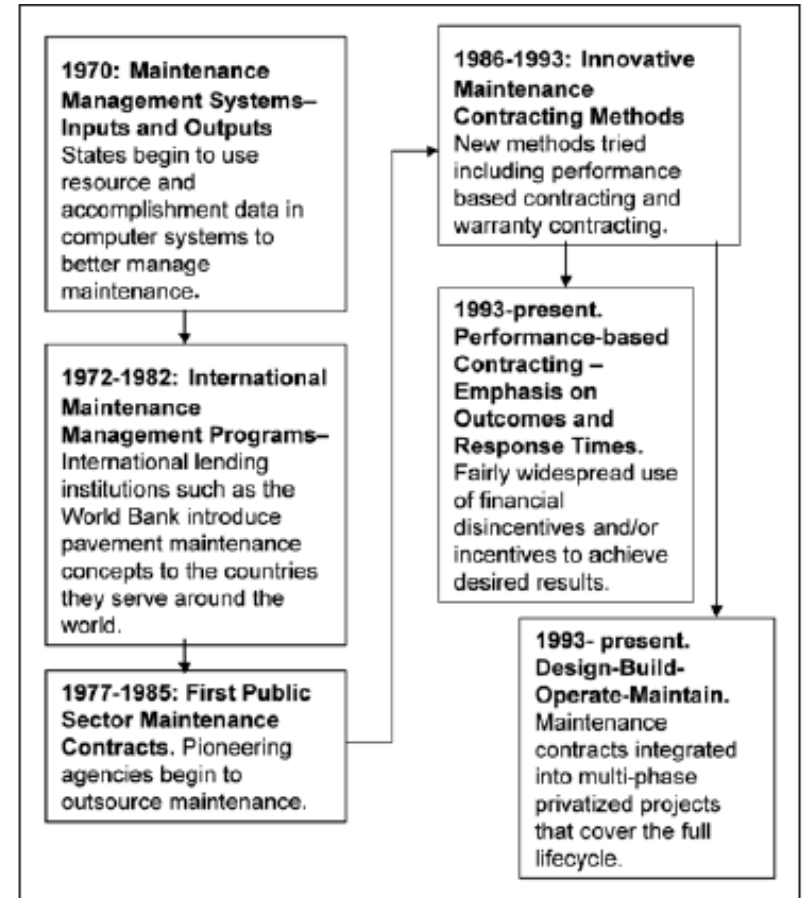 1970: Maintenance
Management Systems–
Inputs and Outputs
States begin to use
resource and
accomplishment data in
computer systems to
better manage
maintenance.
1972-1982: International
Maintenance
Management Programs–
International lending
institutions such as the
World Bank introduce
pavement maintenance
concepts to the countries
they serve around the
world.
1977-1985: First Public
Sector Maintenance
Contracts. Pioneering
agencies begin to
outsource maintenance.
1986-1993: Innovative
Maintenance
Contracting Methods
New methods tried
including performance
based contracting and
warranty contracting.
1993-present.
Performance-based
Contracting –
Emphasis on
Outcomes and
Response Times.
Fairly widespread use
of financial
disincentives and/or
incentives to achieve
desired results.
1993- present.
Design-Build-
Operate-Maintain.
Maintenance
contracts integrated
into multi-phase
privatized projects
that cover the full
lifecycle.